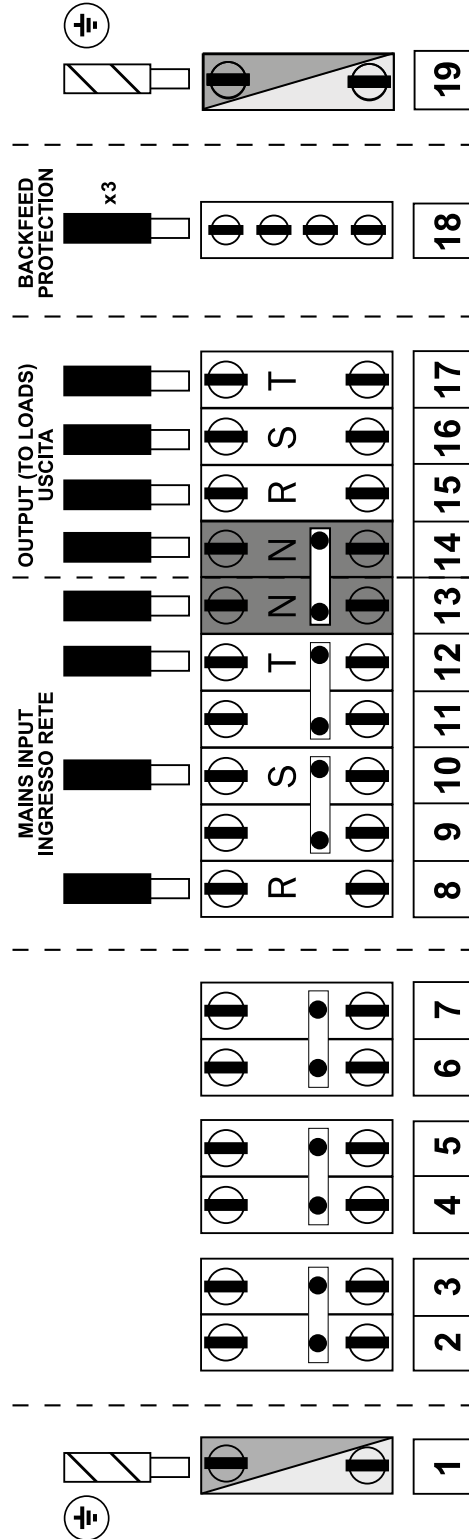 BACKFEED
PROTECTION
x3
OUTPUT (TO LOADS)
USCITA
MAINS INPUT
INGRESSO RETE
R
S
T
N
N
R
S
T
1
2
3
4
5
6
7
8
9
10
11
12
13
14
15
16
17
18
19